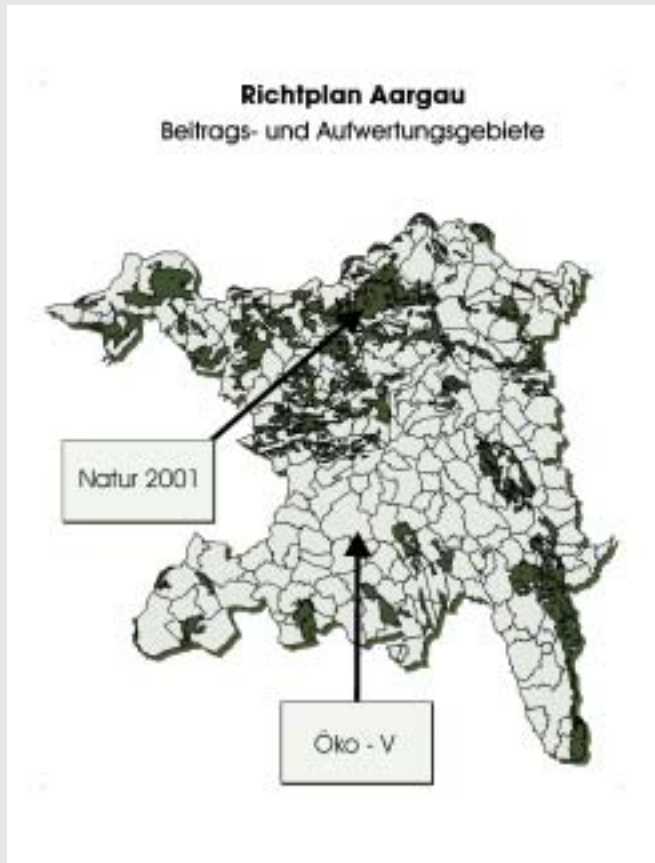 Richtplan Aargau
Beitrags- und Aufwertungsgebiete
Natur 2001
Öko - V